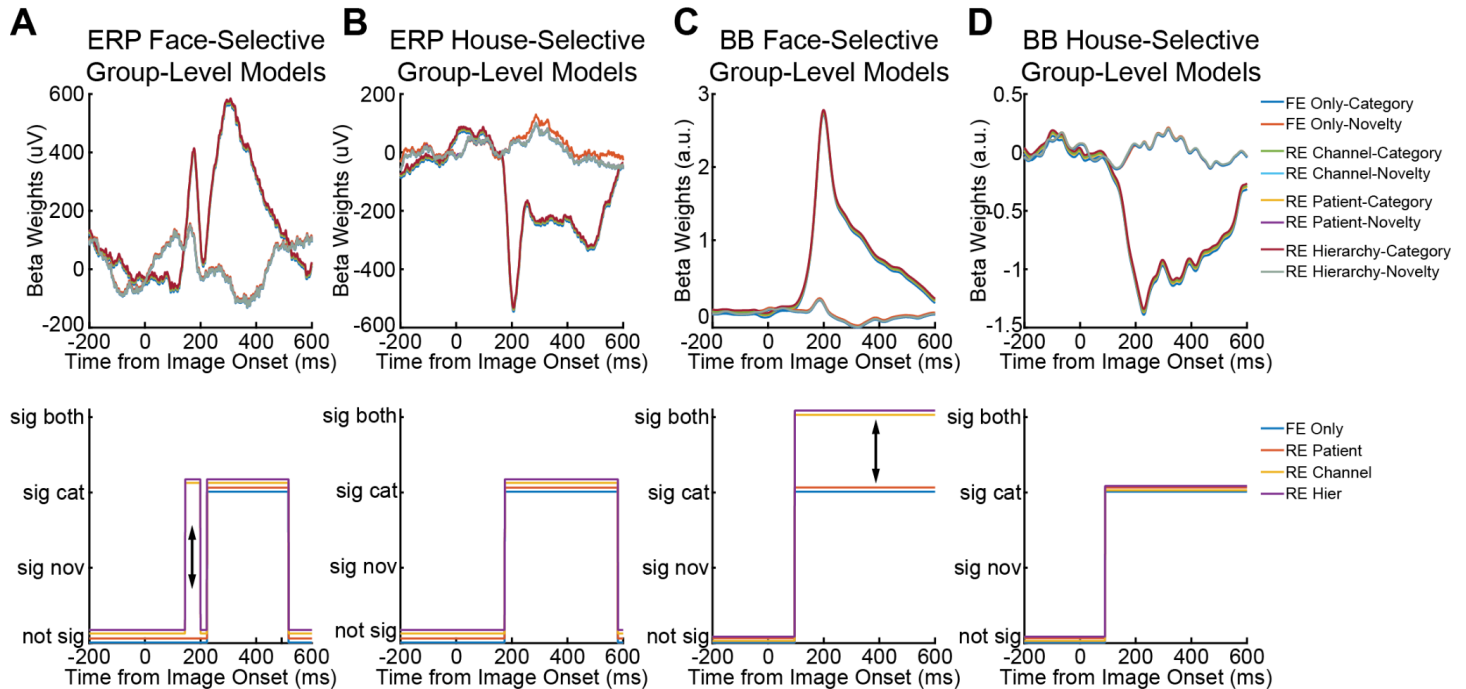 A
ERP Face-Selective
Group-Level Models
600
400
200
0
-200
Beta Weights (uV)
-200 0 200 400 600
Time from Image Onset (ms)
B
ERP House-Selective
Group-Level Models
200
0
-200
-400
-600
Beta Weights (uV)
-200 0 200 400 600
Time from Image Onset (ms)
C
BB Face-Selective
Group-Level Models
3
2
1
0
Beta Weights (a.u.)
-200 0 200 400 600
Time from Image Onset (ms)
D
BB House-Selective
Group-Level Models
0.5
0
-0.5
-1
-1.5
Beta Weights (a.u.)
-200 0 200 400 600
Time from Image Onset (ms)
FE Only-Category
FE Only-Novelty
RE Channel-Category
RE Channel-Novelty
RE Patient-Category
RE Patient-Novelty
RE Hierarchy-Category
RE Hierarchy-Novelty
sig both
sig cat
sig nov
not sig
-200 0 200 400 600
Time from Image Onset (ms)
sig both
sig cat
sig nov
not sig
-200 0 200 400 600
Time from Image Onset (ms)
sig both
sig cat
sig nov
not sig
-200 0 200 400 600
Time from Image Onset (ms)
sig both
sig cat
sig nov
not sig
-200 0 200 400 600
Time from Image Onset (ms)
FE Only
RE Patient
RE Channel
RE Hier